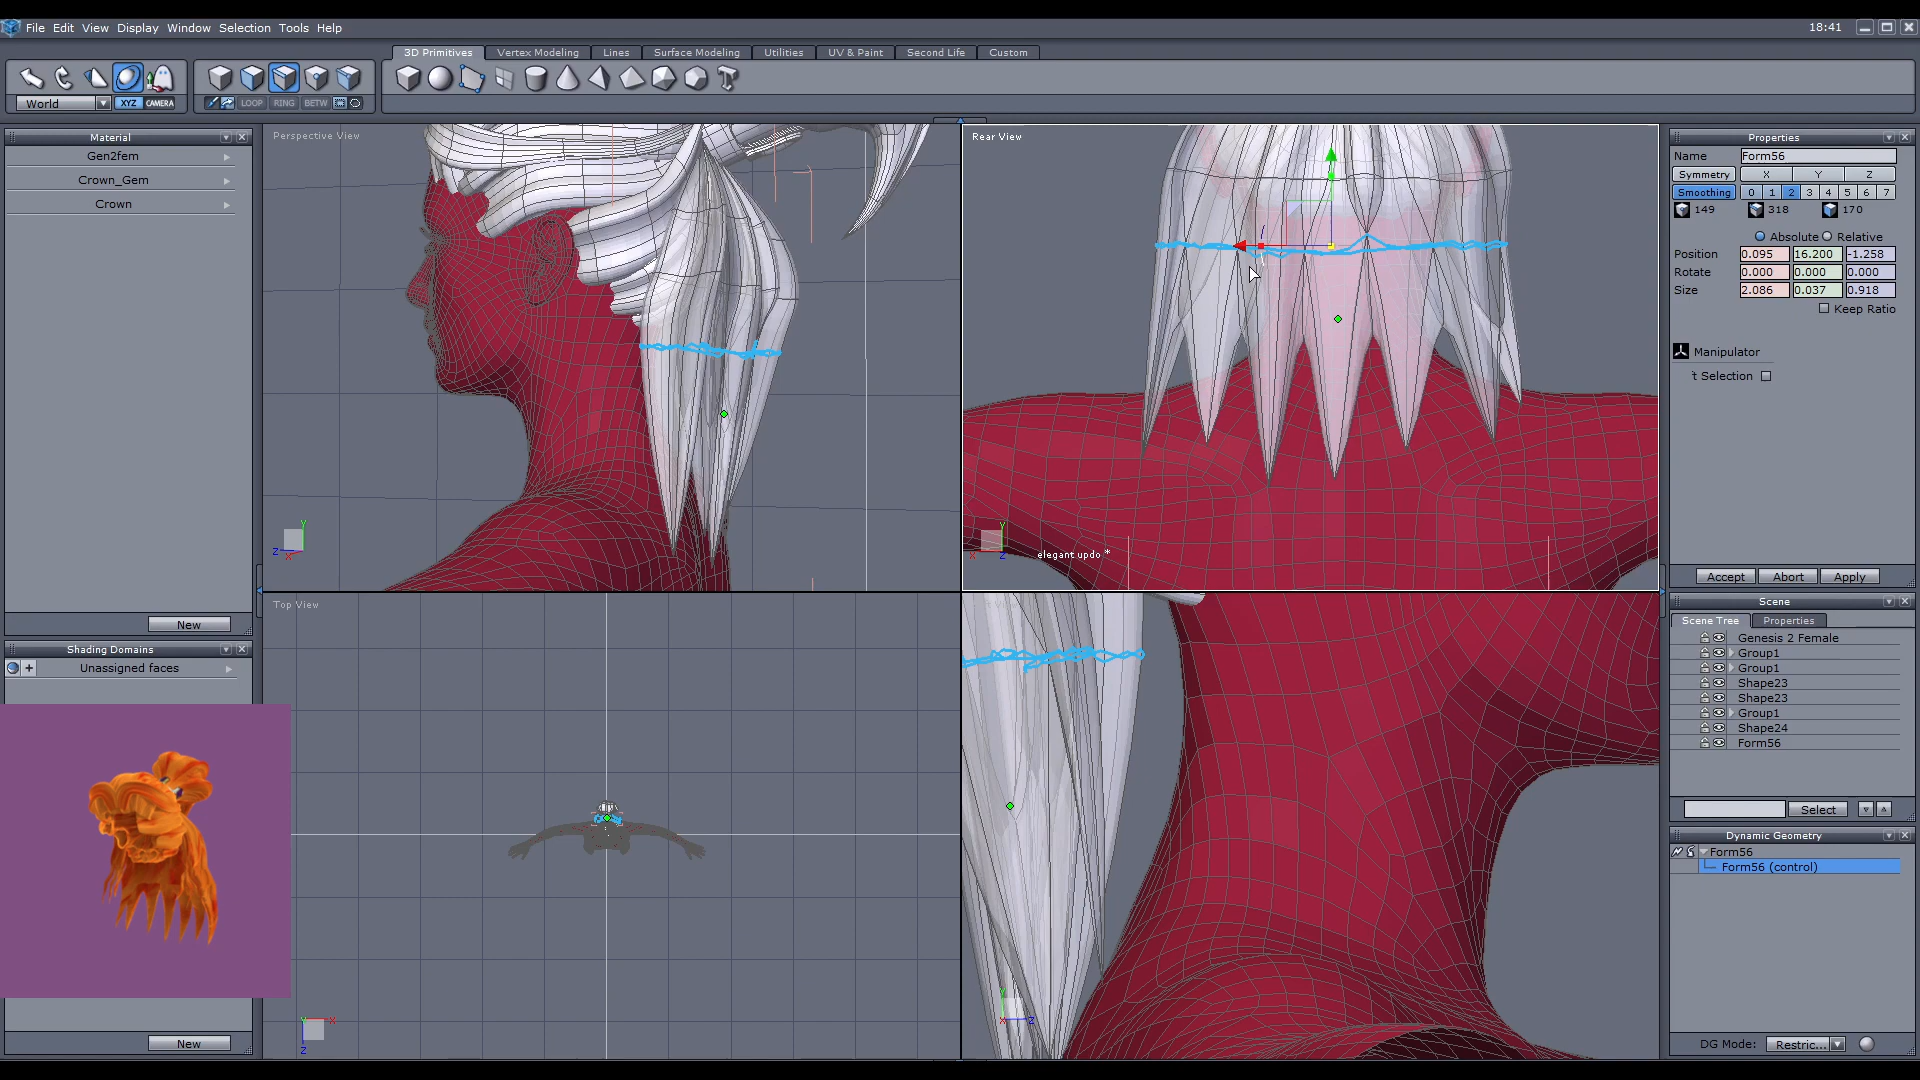 File Edit View Display Window Selection Tools Help 18:41
3D Primitives Vertex Modeling Lines Surface Modeling Utilities UV & Paint Second Life Custom
World XYZ CAMERA LOOP RING BETW
Material
Gen2fem
Crown_Gem
Crown
New
Shading Domains
Unassigned faces
New
Perspective View
Y
Z
X
Rear View
elegant updo *
Y
X
Z
Top View
Y
X
Z
Y
X
Z
Properties
Name Form56
Symmetry X Y Z
Smoothing 0 1 2 3 4 5 6 7
149 318 170
Absolute Relative
Position 0.095 16.200 -1.258
Rotate 0.000 0.000 0.000
Size 2.086 0.037 0.918
Keep Ratio
Manipulator
t Selection
Accept Abort Apply
Scene
Scene Tree Properties
Genesis 2 Female
Group1
Group1
Shape23
Shape23
Group1
Shape24
Form56
Select
Dynamic Geometry
Form56
Form56 (control)
DG Mode: Restric...